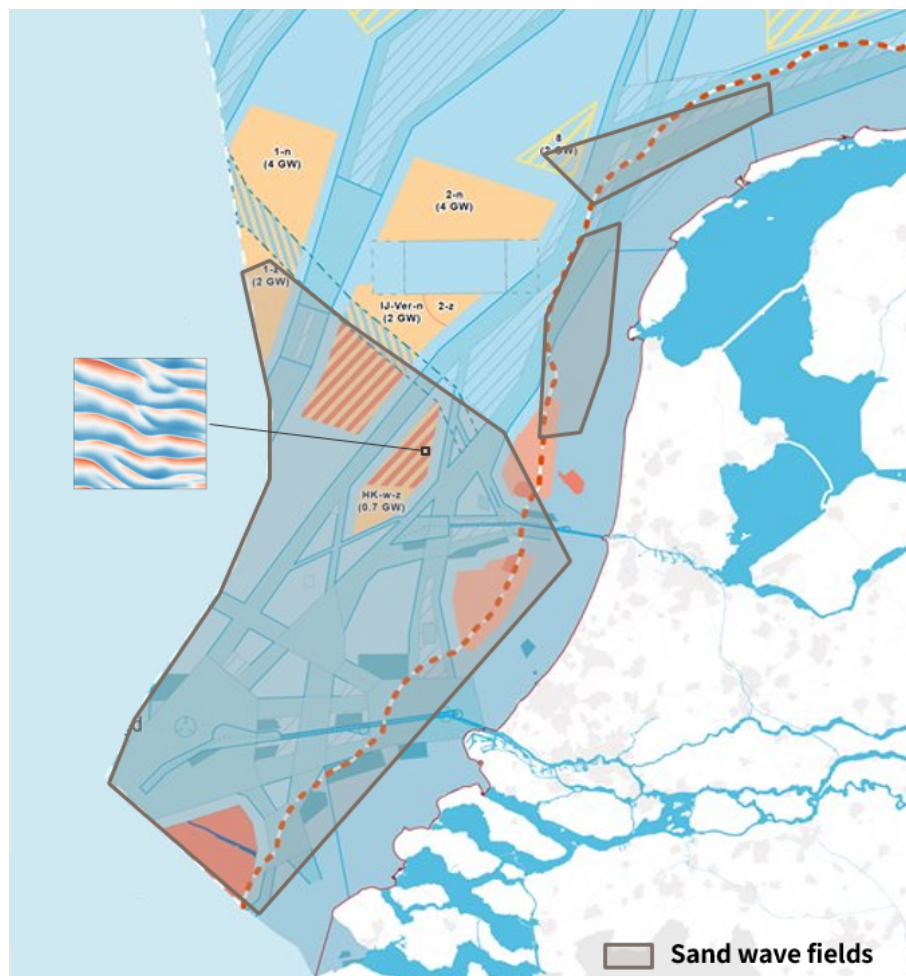 8
(2 GW)
1-n
(4 GW)
2-n
(4 GW)
1-z
(2 GW)
IJ-Ver-n
(2 GW)
2-z
HK-w-z
(0.7 GW)
Sand wave fields